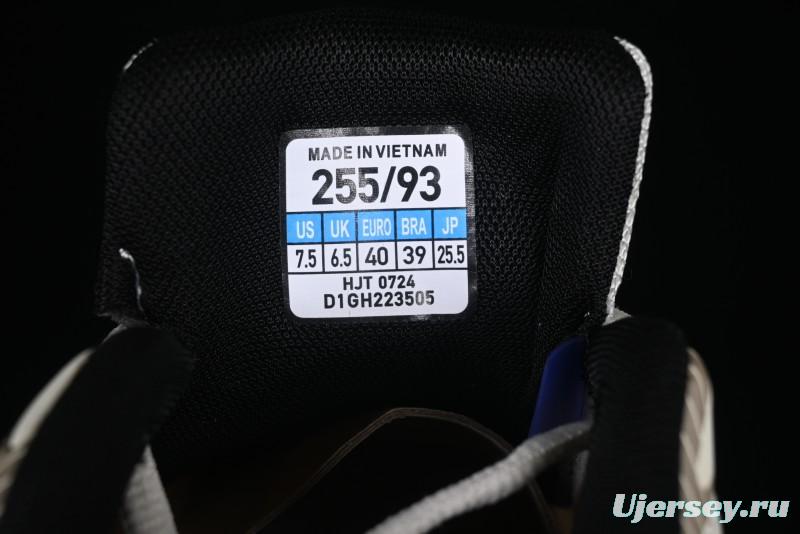 MADE IN VIETNAM
255/93
US UK EURO BRA JP
7.5 6.5 40 39 25.5
HJT 0724
D1GH223505
Ujersey.ru